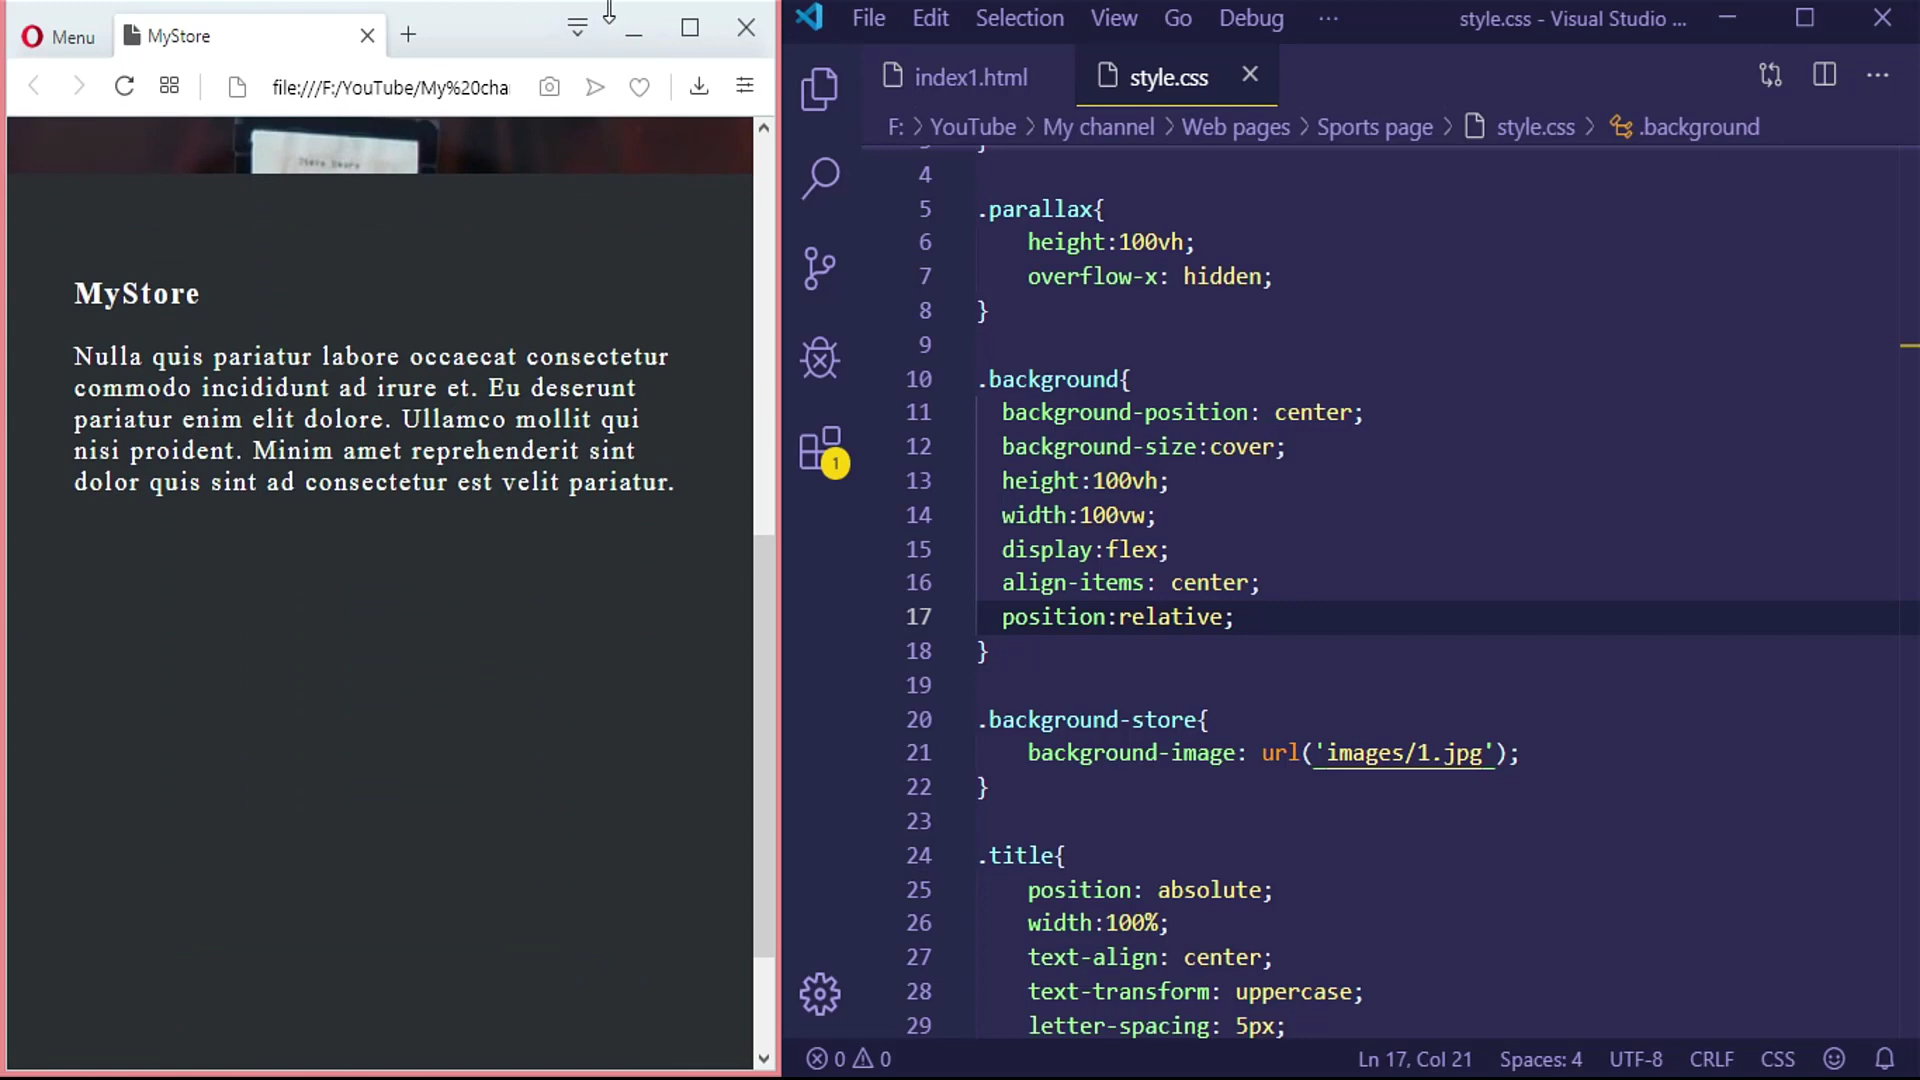 Menu
MyStore
file:///F:/YouTube/My%20cha
MyStore
Nulla quis pariatur labore occaecat consectetur
commodo incididunt ad irure et. Eu deserunt
pariatur enim elit dolore. Ullamco mollit qui
nisi proident. Minim amet reprehenderit sint
dolor quis sint ad consectetur est velit pariatur.
File Edit Selection View Go Debug ··· style.css - Visual Studio ...
index1.html style.css
F: > YouTube > My channel > Web pages > Sports page > style.css > .background
4
5 .parallax{
6 height:100vh;
7 overflow-x: hidden;
8 }
9
10 .background{
11 background-position: center;
12 background-size:cover;
13 height:100vh;
14 width:100vw;
15 display:flex;
16 align-items: center;
17 position:relative;
18 }
19
20 .background-store{
21 background-image: url('images/1.jpg');
22 }
23
24 .title{
25 position: absolute;
26 width:100%;
27 text-align: center;
28 text-transform: uppercase;
29 letter-spacing: 5px;
1
0 0 Ln 17, Col 21 Spaces: 4 UTF-8 CRLF CSS